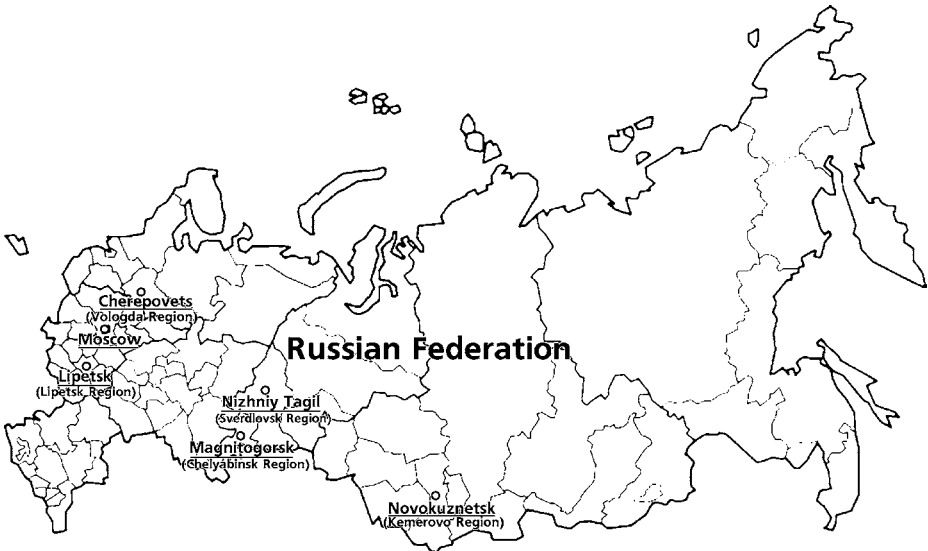 Cherepovets
(Vologda Region)
Moscow
Russian Federation
Lipetsk
(Lipetsk Region)
Nizhniy Tagil
(Sverdlovsk Region)
Magnitogorsk
(Chelyabinsk Region)
Novokuznetsk
(Kemerovo Region)